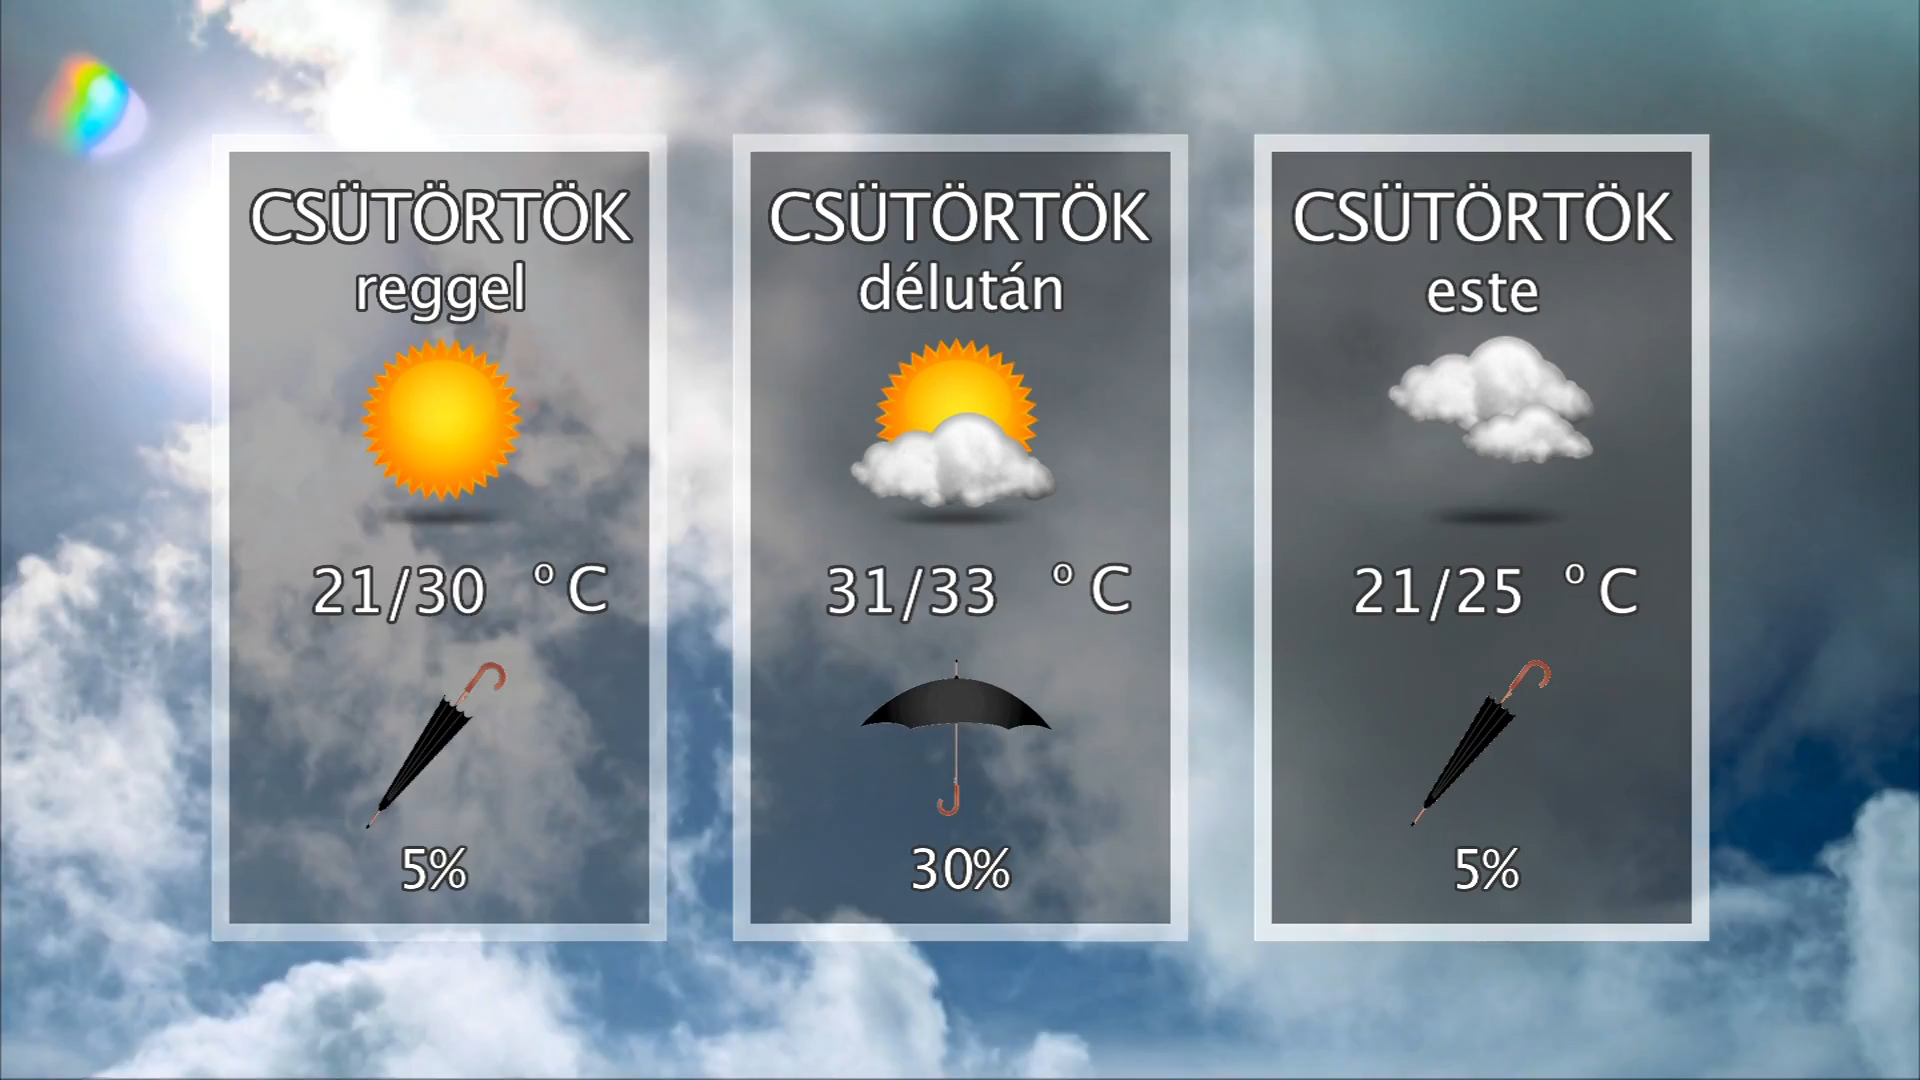 CSÜTÖRTÖK
reggel
21/30 °C
5%
CSÜTÖRTÖK
délután
31/33 °C
30%
CSÜTÖRTÖK
este
21/25 °C
5%